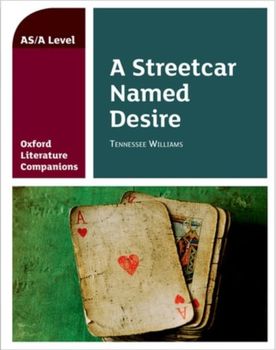 AS/A Level
Oxford
Literature
Companions
A Streetcar
Named
Desire
Tennessee Williams
A
A